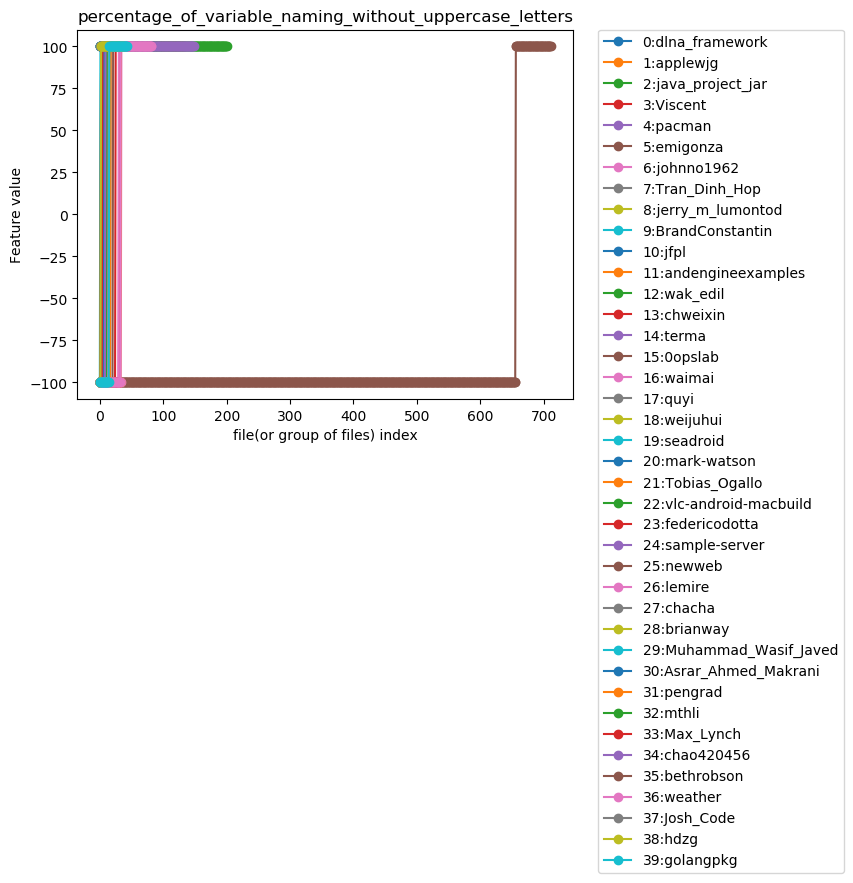 percentage_of_variable_naming_without_uppercase_letters
100
75
50
25
0
−25
−50
−75
−100
Feature value
0 100 200 300 400 500 600 700
file(or group of files) index
0:dlna_framework
1:applewjg
2:java_project_jar
3:Viscent
4:pacman
5:emigonza
6:johnno1962
7:Tran_Dinh_Hop
8:jerry_m_lumontod
9:BrandConstantin
10:jfpl
11:andengineexamples
12:wak_edil
13:chweixin
14:terma
15:0opslab
16:waimai
17:quyi
18:weijuhui
19:seadroid
20:mark-watson
21:Tobias_Ogallo
22:vlc-android-macbuild
23:federicodotta
24:sample-server
25:newweb
26:lemire
27:chacha
28:brianway
29:Muhammad_Wasif_Javed
30:Asrar_Ahmed_Makrani
31:pengrad
32:mthli
33:Max_Lynch
34:chao420456
35:bethrobson
36:weather
37:Josh_Code
38:hdzg
39:golangpkg